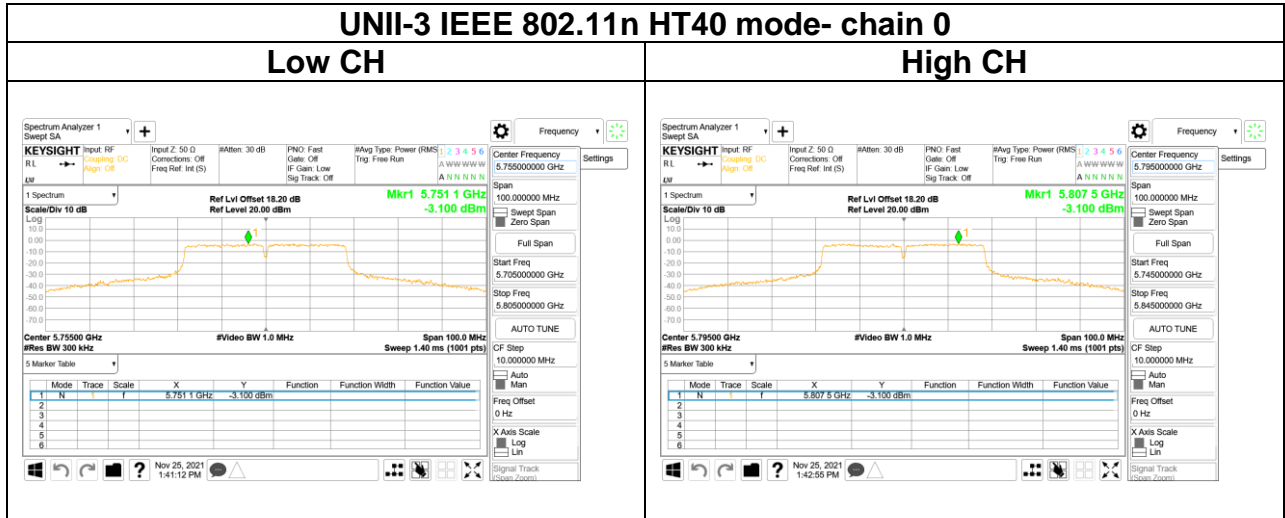 UNII-3 IEEE 802.11n HT40 mode- chain 0
Low CH
High CH
Spectrum Analyzer 1
Swept SA
+
Frequency
KEYSIGHT
RL
Input: RF
Coupling: DC
Align: Off
Input Z: 50 Ω
Corrections: Off
Freq Ref: Int (S)
#Atten: 30 dB
PNO: Fast
Gate: Off
IF Gain: Low
Sig Track: Off
#Avg Type: Power (RMS
Trig: Free Run
1 2 3 4 5 6
A W W W W W
A N N N N N
Center Frequency
5.755000000 GHz
Settings
1 Spectrum
Scale/Div 10 dB
Log
Ref Lvl Offset 18.20 dB
Ref Level 20.00 dBm
Mkr1 5.751 1 GHz
-3.100 dBm
Span
100.000000 MHz
Swept Span
Zero Span
Full Span
Start Freq
5.705000000 GHz
Stop Freq
5.805000000 GHz
AUTO TUNE
10.0
0.00
-10.0
-20.0
-30.0
-40.0
-50.0
-60.0
-70.0
1
Center 5.75500 GHz
#Res BW 300 kHz
#Video BW 1.0 MHz
Span 100.0 MHz
Sweep 1.40 ms (1001 pts)
CF Step
10.000000 MHz
Auto
Man
Freq Offset
0 Hz
X Axis Scale
Log
Lin
Signal Track
(Span Zoom)
5 Marker Table
Mode Trace Scale X Y Function Function Width Function Value
1 N 1 f 5.751 1 GHz -3.100 dBm
2
3
4
5
6
?
Nov 25, 2021
1:41:12 PM
Spectrum Analyzer 1
Swept SA
+
Frequency
KEYSIGHT
RL
Input: RF
Coupling: DC
Align: Off
Input Z: 50 Ω
Corrections: Off
Freq Ref: Int (S)
#Atten: 30 dB
PNO: Fast
Gate: Off
IF Gain: Low
Sig Track: Off
#Avg Type: Power (RMS
Trig: Free Run
1 2 3 4 5 6
A W W W W W
A N N N N N
Center Frequency
5.795000000 GHz
Settings
1 Spectrum
Scale/Div 10 dB
Log
Ref Lvl Offset 18.20 dB
Ref Level 20.00 dBm
Mkr1 5.807 5 GHz
-3.100 dBm
Span
100.000000 MHz
Swept Span
Zero Span
Full Span
Start Freq
5.745000000 GHz
Stop Freq
5.845000000 GHz
AUTO TUNE
10.0
0.00
-10.0
-20.0
-30.0
-40.0
-50.0
-60.0
-70.0
1
Center 5.79500 GHz
#Res BW 300 kHz
#Video BW 1.0 MHz
Span 100.0 MHz
Sweep 1.40 ms (1001 pts)
CF Step
10.000000 MHz
Auto
Man
Freq Offset
0 Hz
X Axis Scale
Log
Lin
Signal Track
(Span Zoom)
5 Marker Table
Mode Trace Scale X Y Function Function Width Function Value
1 N 1 f 5.807 5 GHz -3.100 dBm
2
3
4
5
6
?
Nov 25, 2021
1:42:55 PM